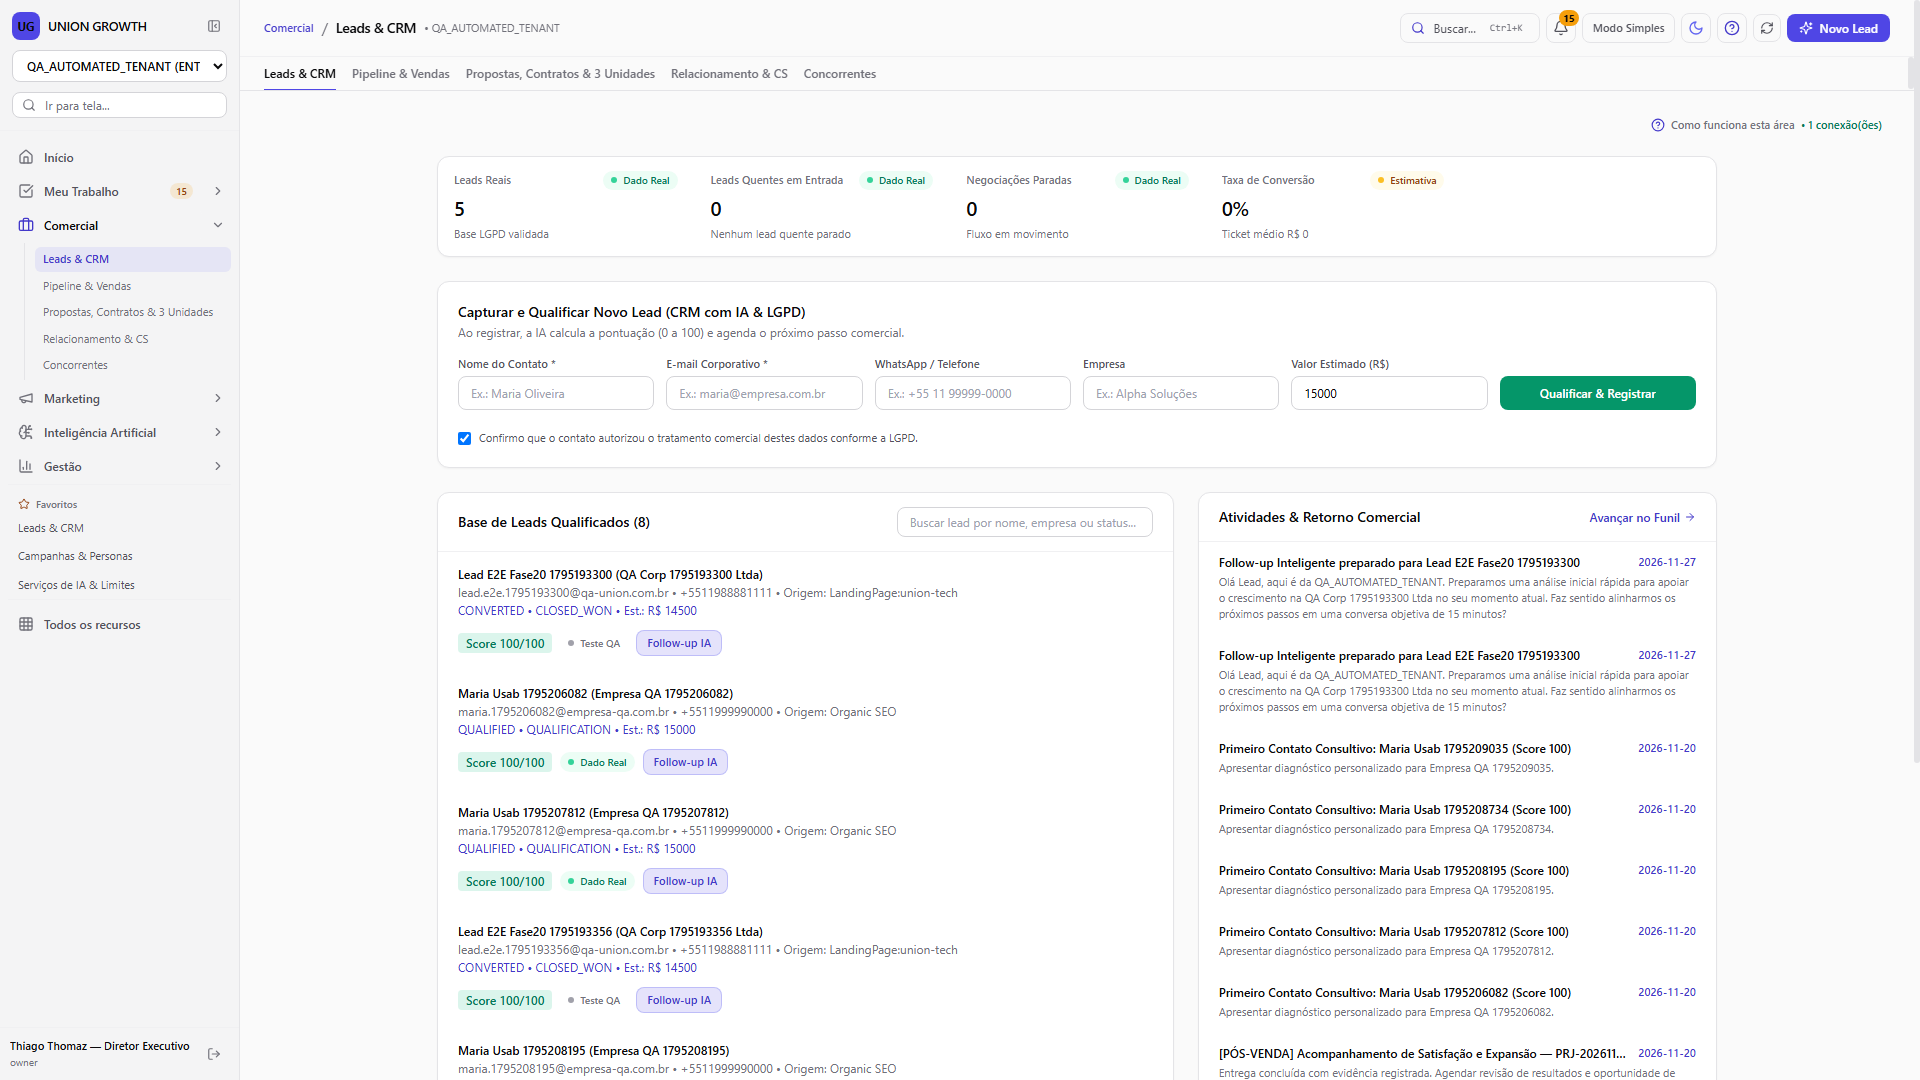 UG UNION GROWTH
QA_AUTOMATED_TENANT (ENT
Ir para tela...
Início
Meu Trabalho 15
Comercial
Leads & CRM
Pipeline & Vendas
Propostas, Contratos & 3 Unidades
Relacionamento & CS
Concorrentes
Marketing
Inteligência Artificial
Gestão
Favoritos
Leads & CRM
Campanhas & Personas
Serviços de IA & Limites
Todos os recursos
Thiago Thomaz — Diretor Executivo
owner
Comercial / Leads & CRM • QA_AUTOMATED_TENANT
Buscar... Ctrl+K
15
Modo Simples
Novo Lead
Leads & CRM Pipeline & Vendas Propostas, Contratos & 3 Unidades Relacionamento & CS Concorrentes
Como funciona esta área • 1 conexão(ões)
Leads Reais Dado Real
5
Base LGPD validada
Leads Quentes em Entrada Dado Real
0
Nenhum lead quente parado
Negociações Paradas Dado Real
0
Fluxo em movimento
Taxa de Conversão Estimativa
0%
Ticket médio R$ 0
Capturar e Qualificar Novo Lead (CRM com IA & LGPD)
Ao registrar, a IA calcula a pontuação (0 a 100) e agenda o próximo passo comercial.
Nome do Contato * E-mail Corporativo * WhatsApp / Telefone Empresa Valor Estimado (R$)
Ex.: Maria Oliveira Ex.: maria@empresa.com.br Ex.: +55 11 99999-0000 Ex.: Alpha Soluções 15000 Qualificar & Registrar
Confirmo que o contato autorizou o tratamento comercial destes dados conforme a LGPD.
Base de Leads Qualificados (8)
Buscar lead por nome, empresa ou status...
Lead E2E Fase20 1795193300 (QA Corp 1795193300 Ltda)
lead.e2e.1795193300@qa-union.com.br • +5511988881111 • Origem: LandingPage:union-tech
CONVERTED • CLOSED_WON • Est.: R$ 14500
Score 100/100 Teste QA Follow-up IA
Maria Usab 1795206082 (Empresa QA 1795206082)
maria.1795206082@empresa-qa.com.br • +5511999990000 • Origem: Organic SEO
QUALIFIED • QUALIFICATION • Est.: R$ 15000
Score 100/100 Dado Real Follow-up IA
Maria Usab 1795207812 (Empresa QA 1795207812)
maria.1795207812@empresa-qa.com.br • +5511999990000 • Origem: Organic SEO
QUALIFIED • QUALIFICATION • Est.: R$ 15000
Score 100/100 Dado Real Follow-up IA
Lead E2E Fase20 1795193356 (QA Corp 1795193356 Ltda)
lead.e2e.1795193356@qa-union.com.br • +5511988881111 • Origem: LandingPage:union-tech
CONVERTED • CLOSED_WON • Est.: R$ 14500
Score 100/100 Teste QA Follow-up IA
Maria Usab 1795208195 (Empresa QA 1795208195)
maria.1795208195@empresa-qa.com.br • +5511999990000 • Origem: Organic SEO
Atividades & Retorno Comercial
Avançar no Funil
Follow-up Inteligente preparado para Lead E2E Fase20 1795193300 2026-11-27
Olá Lead, aqui é da QA_AUTOMATED_TENANT. Preparamos uma análise inicial rápida para apoiar
o crescimento na QA Corp 1795193300 Ltda no seu momento atual. Faz sentido alinharmos os
próximos passos em uma conversa objetiva de 15 minutos?
Follow-up Inteligente preparado para Lead E2E Fase20 1795193300 2026-11-27
Olá Lead, aqui é da QA_AUTOMATED_TENANT. Preparamos uma análise inicial rápida para apoiar
o crescimento na QA Corp 1795193300 Ltda no seu momento atual. Faz sentido alinharmos os
próximos passos em uma conversa objetiva de 15 minutos?
Primeiro Contato Consultivo: Maria Usab 1795209035 (Score 100) 2026-11-20
Apresentar diagnóstico personalizado para Empresa QA 1795209035.
Primeiro Contato Consultivo: Maria Usab 1795208734 (Score 100) 2026-11-20
Apresentar diagnóstico personalizado para Empresa QA 1795208734.
Primeiro Contato Consultivo: Maria Usab 1795208195 (Score 100) 2026-11-20
Apresentar diagnóstico personalizado para Empresa QA 1795208195.
Primeiro Contato Consultivo: Maria Usab 1795207812 (Score 100) 2026-11-20
Apresentar diagnóstico personalizado para Empresa QA 1795207812.
Primeiro Contato Consultivo: Maria Usab 1795206082 (Score 100) 2026-11-20
Apresentar diagnóstico personalizado para Empresa QA 1795206082.
[PÓS-VENDA] Acompanhamento de Satisfação e Expansão — PRJ-202611... 2026-11-20
Entrega concluída com evidência registrada. Agendar revisão de resultados e oportunidade de